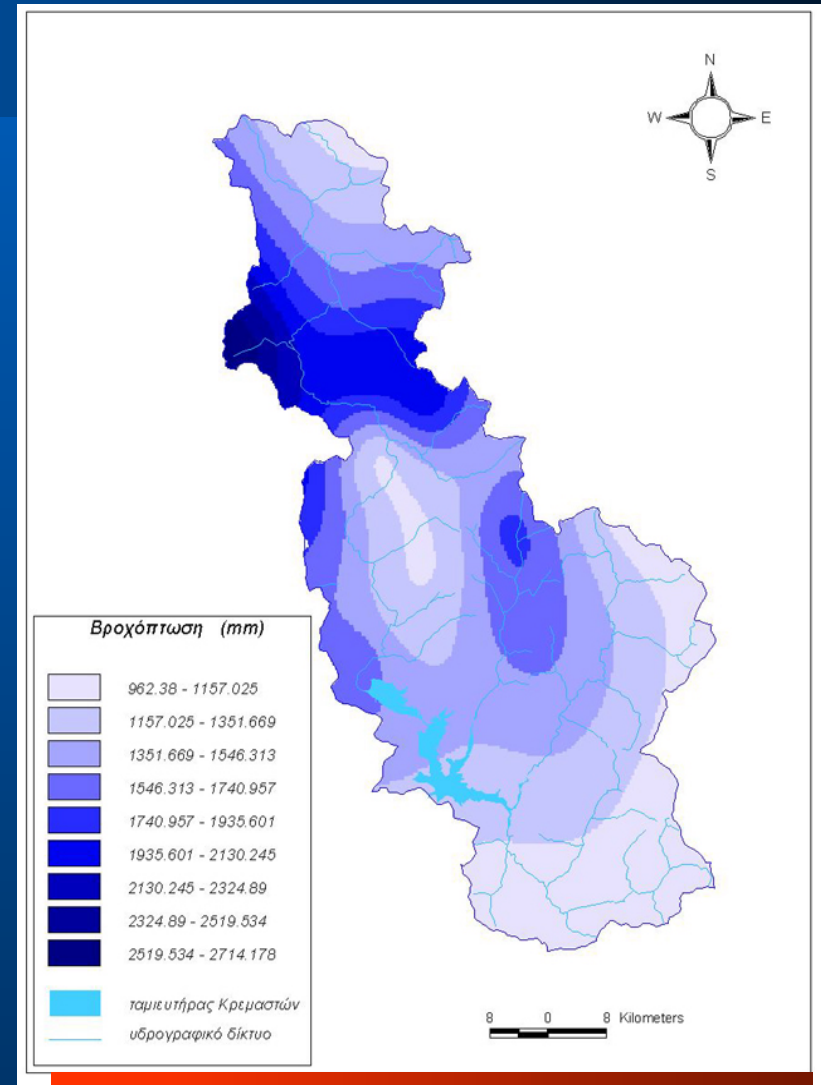 N
W E
S
Βροχόπτωση (mm)
962.38 - 1157.025
1157.025 - 1351.669
1351.669 - 1546.313
1546.313 - 1740.957
1740.957 - 1935.601
1935.601 - 2130.245
2130.245 - 2324.89
2324.89 - 2519.534
2519.534 - 2714.178
ταμιευτήρας Κρεμαστών
υδρογραφικό δίκτυο
8 0 8 Kilometers